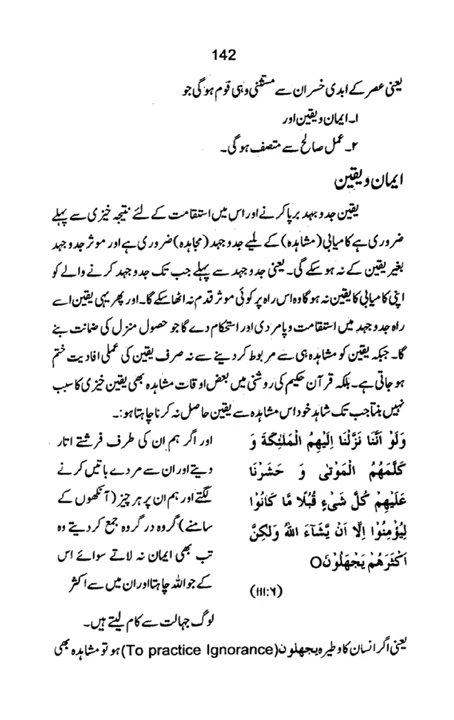 142
یعنی عصر کے ابدی خسران سے مستثنیٰ وہی قوم ہو گی جو
۱۔ ایمان و یقین اور
۲۔ عمل صالح سے متصف ہو گی۔
ایمان و یقین
یقین جدوجہد برپا کرنے اور اس میں استقامت کے لئے نتیجہ خیزی سے پہلے
ضروری ہے کامیابی (مشاہدہ) کے لیے جدوجہد (مجاہدہ) ضروری ہے اور موثر جدوجہد
بغیر یقین کے نہ ہو سکے گی۔ یعنی جدوجہد سے پہلے جب تک جدوجہد کرنے والے کو
اپنی کامیابی کا یقین نہ ہو گا وہ اس راہ پر کوئی موثر قدم نہ اٹھا سکے گا۔ اور پھر یہی یقین اسے
راہ جدوجہد میں استقامت و پامردی اور استحکام دے گا جو حصول منزل کی ضمانت بنے
گا۔ جبکہ یقین کو مشاہدہ ہی سے مربوط کر دینے سے نہ صرف یقین کی عملی افادیت ختم
ہو جاتی ہے۔ بلکہ قرآن حکیم کی روشنی میں بعض اوقات مشاہدہ بھی یقین خیزی کا سبب
نہیں بنتا جب تک شاہد خود اس مشاہدہ سے یقین حاصل نہ کرنا چاہتا ہو:۔
وَلَوْ اَنَّنَا نَزَّلْنَا اِلَيْهِمُ الْمَلٰٓئِكَةَ وَ
كَلَّمَهُمُ الْمَوْتٰى وَ حَشَرْنَا
عَلَيْهِمْ كُلَّ شَىْءٍ قُبُلًا مَّا كَانُوْا
لِيُؤْمِنُوْٓا اِلَّآ اَنْ يَّشَآءَ اللهُ وَلٰكِنَّ
اَكْثَرَهُمْ يَجْهَلُوْنَO
(۶:۱۱۱)
اور اگر ہم ان کی طرف فرشتے اتار
دیتے اور ان سے مردے باتیں کرنے
لگتے اور ہم ان پر ہر چیز (آنکھوں کے
سامنے) گروہ در گروہ جمع کر دیتے وہ
تب بھی ایمان نہ لاتے سوائے اس
کے جو اللہ چاہتا اور ان میں سے اکثر
لوگ جہالت سے کام لیتے ہیں۔
یعنی اگر انسان کا وطیرہ یجھلون (To practice Ignorance) ہو تو مشاہدہ بھی